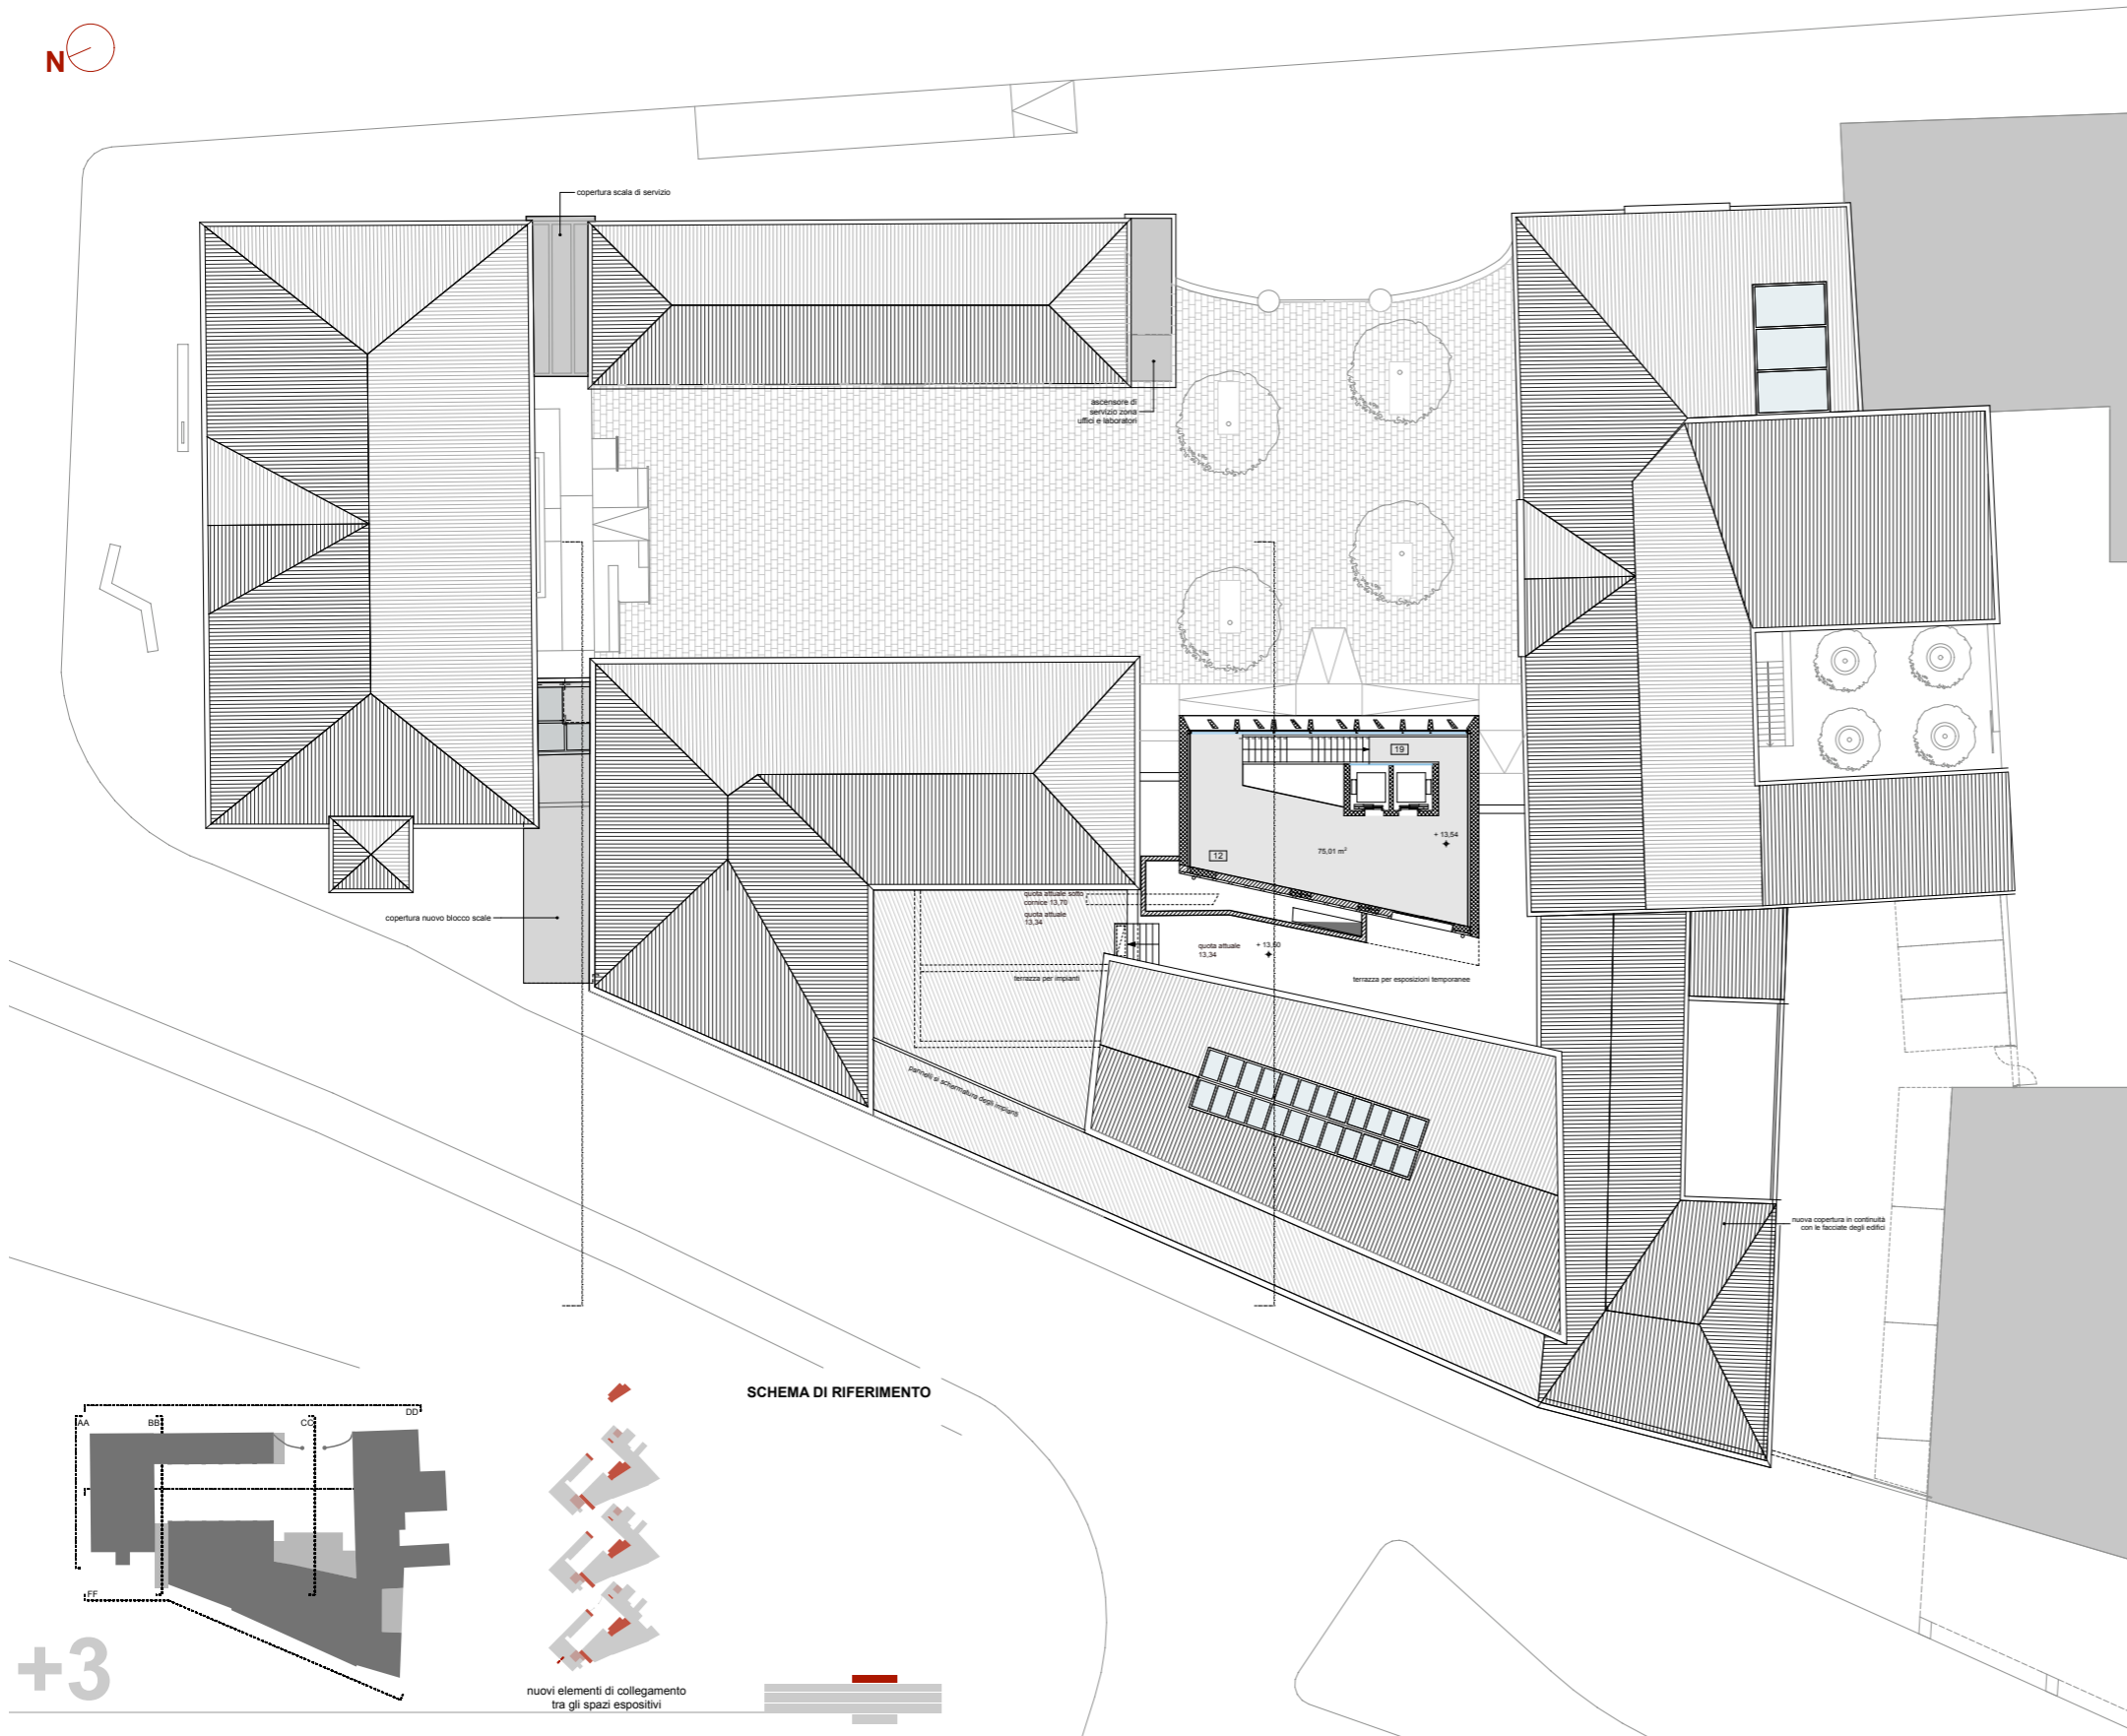 N
copertura scala di servizio
ascensore di
servizio zona
uffici e laboratori
19
+ 13,54
75,01 m²
12
quota attuale sotto
cornice 13,70
quota attuale
13,34
copertura nuovo blocco scale
quota attuale
13,34
+ 13,60
terrazza per impianti
terrazza per esposizioni temporanee
pannelli si schermatura degli impianti
nuova copertura in continuità
con le facciate degli edifici
SCHEMA DI RIFERIMENTO
DD
AA
BB
CC
FF
+3
nuovi elementi di collegamento
tra gli spazi espositivi